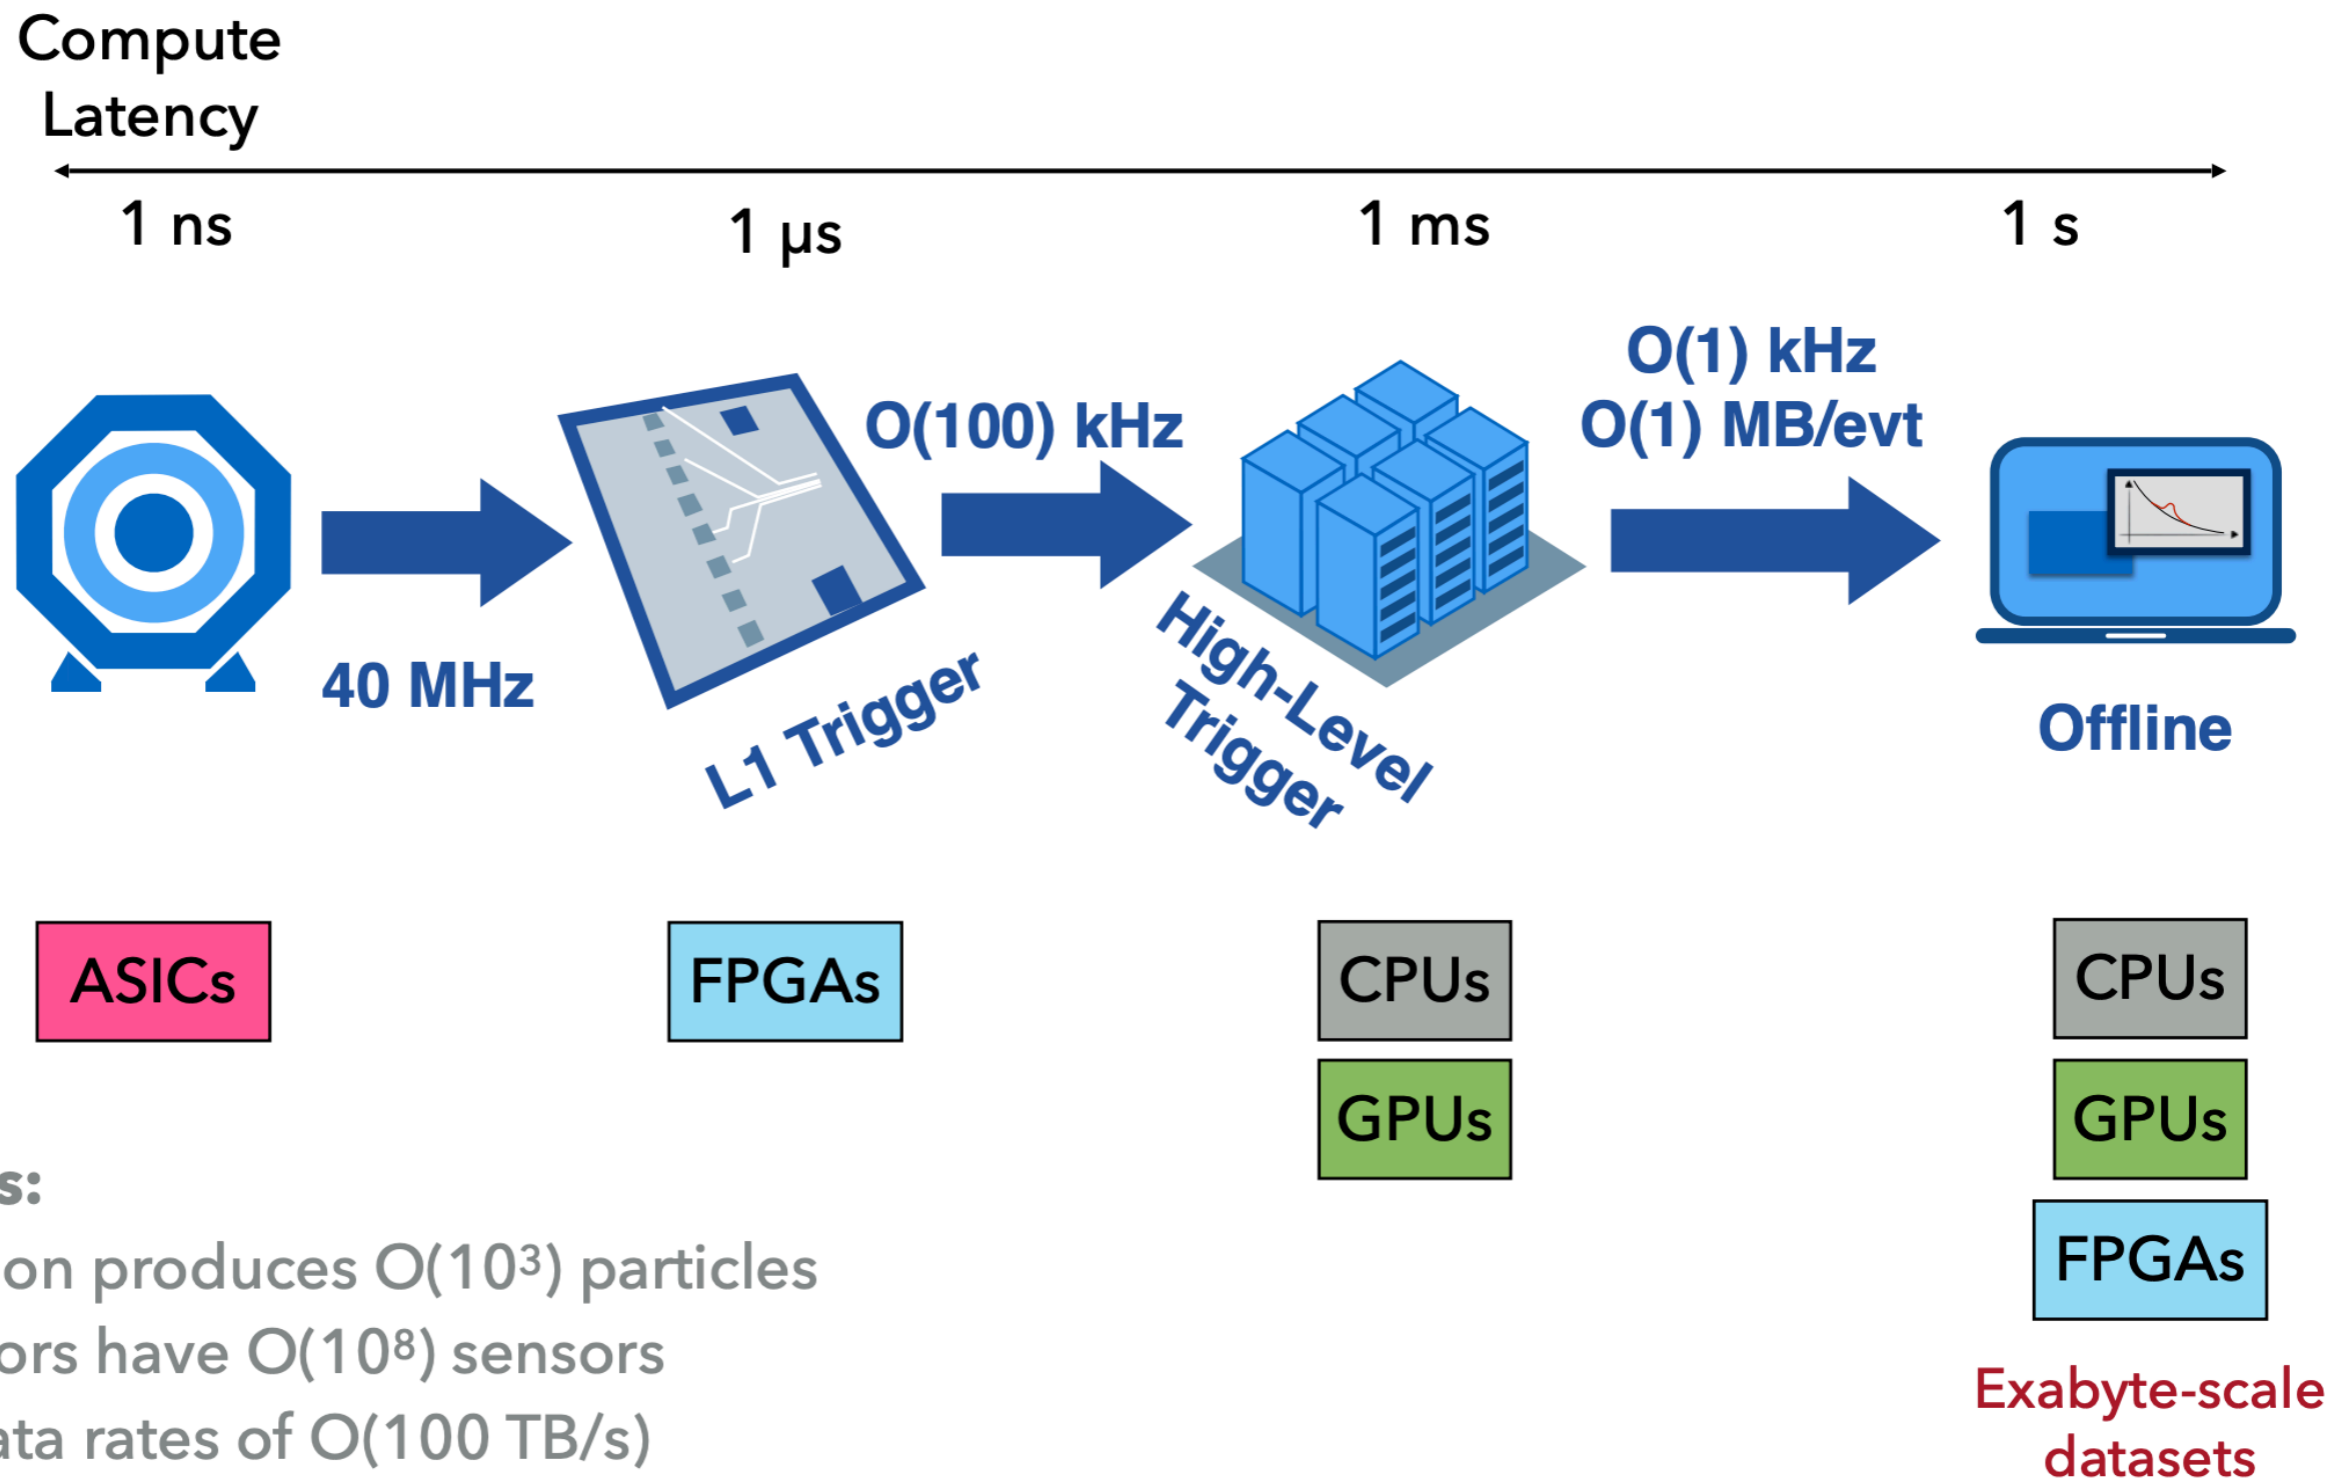 Compute
Latency
1 ns
1 μs
1 ms
1 s
40 MHz
L1 Trigger
O(100) kHz
High-Level
Trigger
O(1) kHz
O(1) MB/evt
Offline
ASICs
FPGAs
CPUs
GPUs
CPUs
GPUs
FPGAs
Exabyte-scale
datasets
s:
on produces O(10³) particles
ors have O(10⁸) sensors
ata rates of O(100 TB/s)